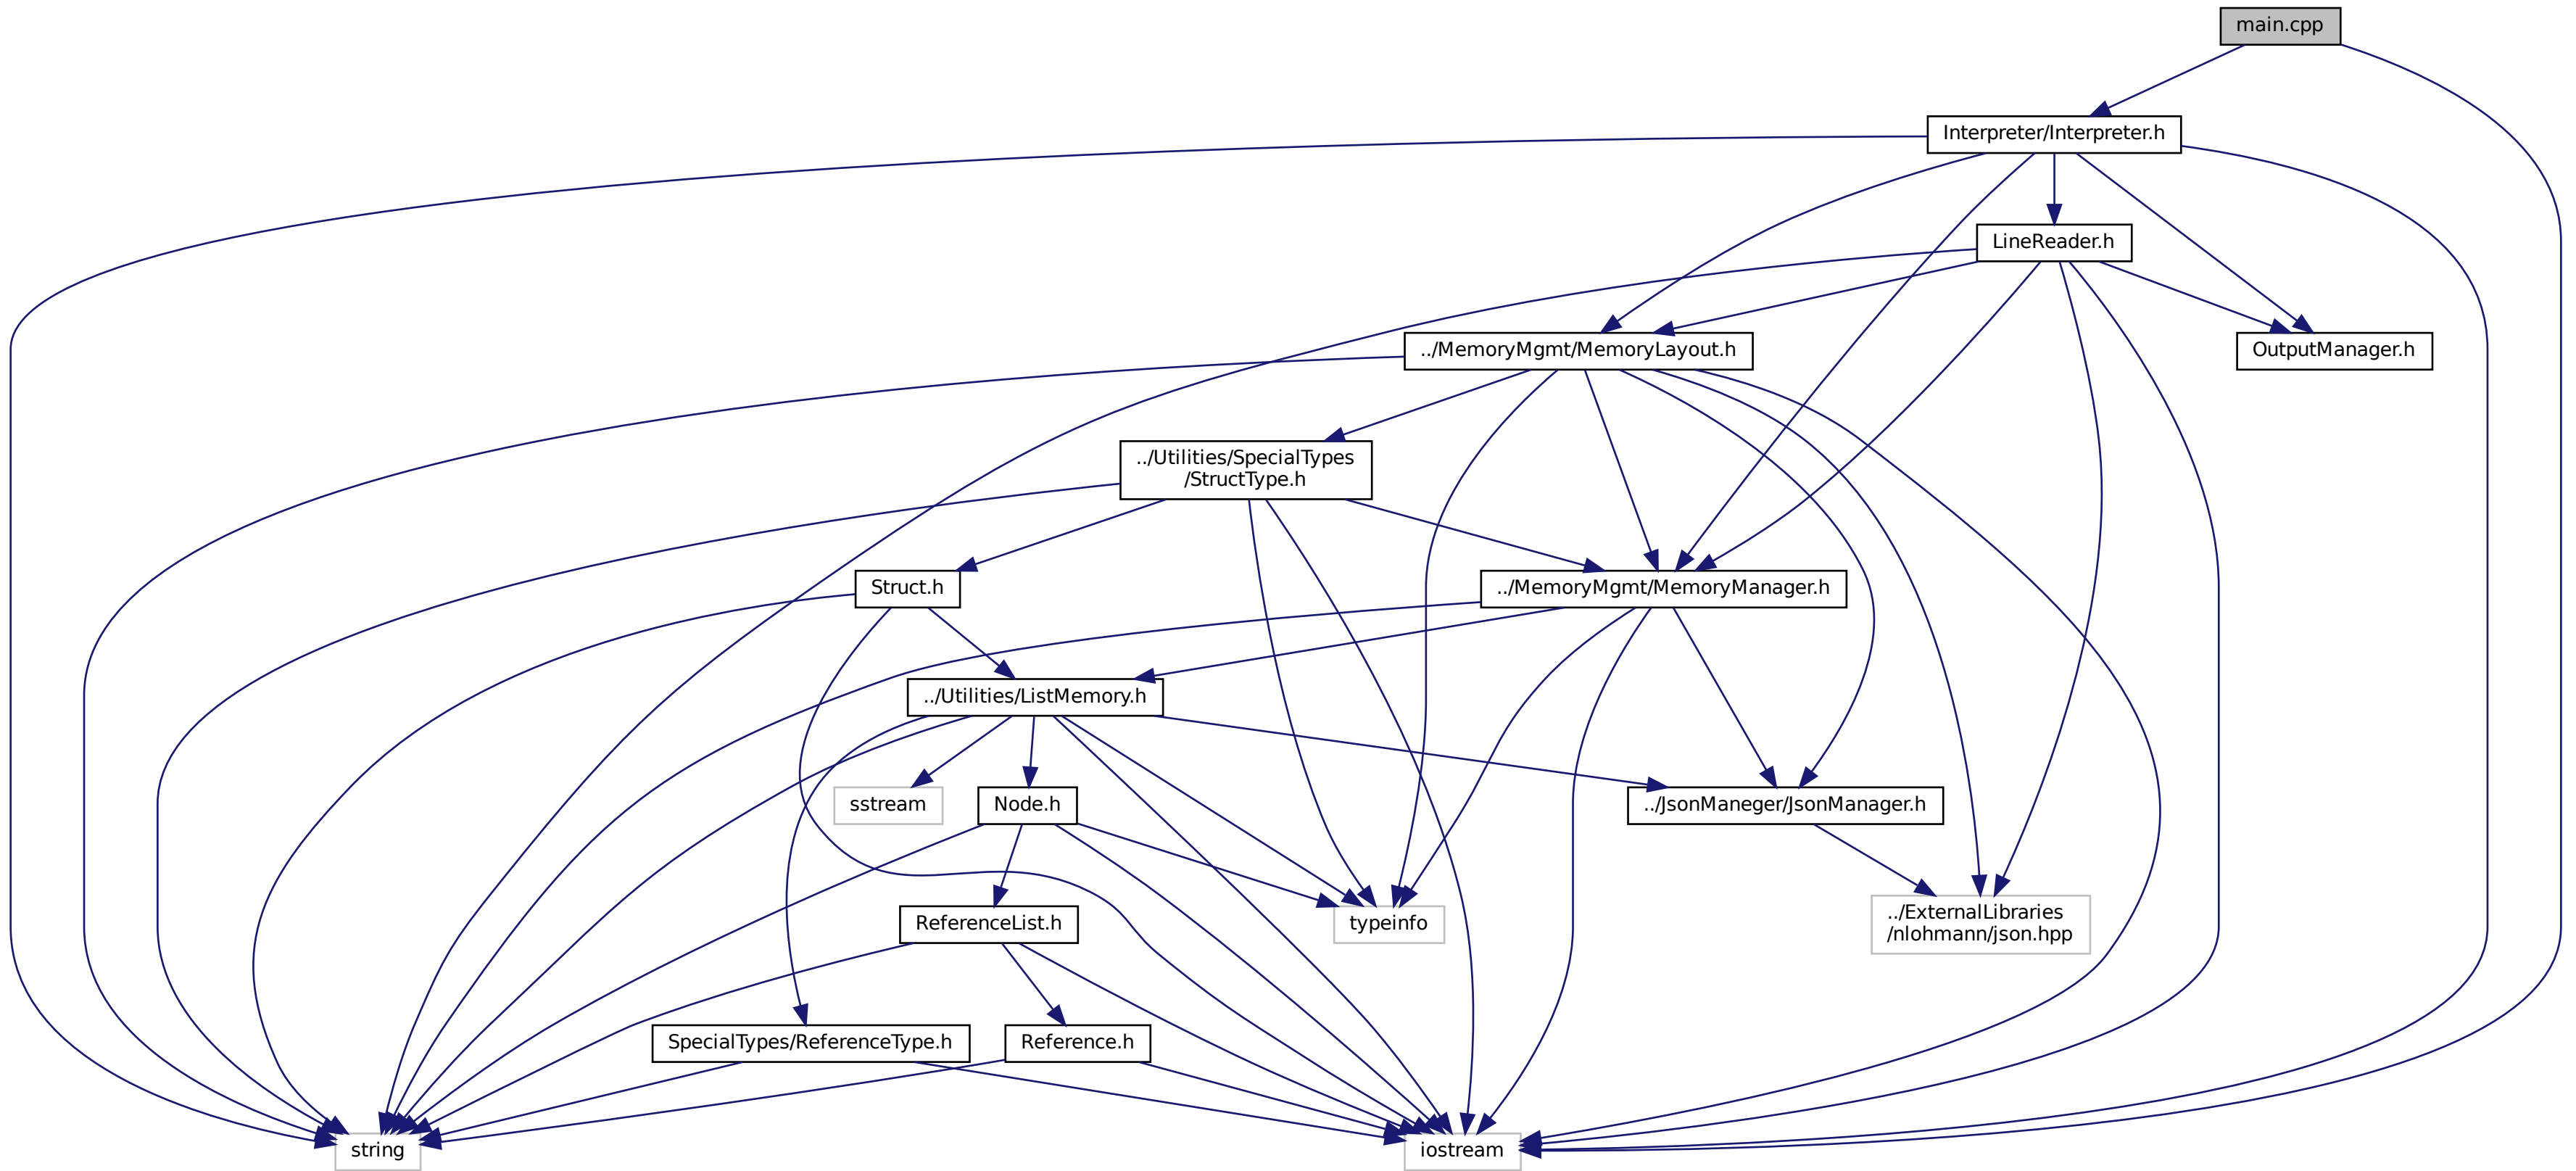 main.cpp
Interpreter/Interpreter.h
LineReader.h
../MemoryMgmt/MemoryLayout.h
OutputManager.h
../Utilities/SpecialTypes
/StructType.h
Struct.h
../MemoryMgmt/MemoryManager.h
../Utilities/ListMemory.h
sstream
Node.h
../JsonManeger/JsonManager.h
ReferenceList.h
typeinfo
../ExternalLibraries
/nlohmann/json.hpp
SpecialTypes/ReferenceType.h
Reference.h
string
iostream